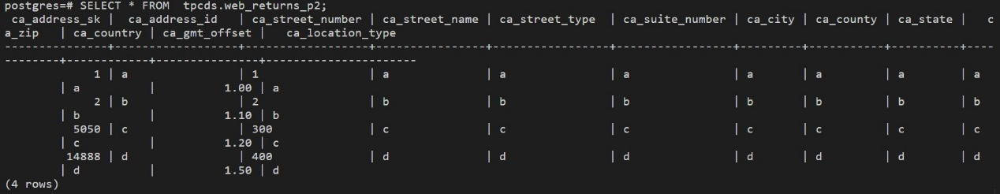 postgres=# SELECT * FROM  tpcds.web_returns_p2;
 ca_address_sk |  ca_address_id   | ca_street_number | ca_street_name | ca_street_type | ca_suite_number | ca_city | ca_county | ca_state |   c
a_zip   | ca_country | ca_gmt_offset |   ca_location_type
---------------+------------------+------------------+----------------+----------------+-----------------+---------+-----------+----------+----
--------+------------+---------------+----------------------
             1 | a                | 1                | a              | a              | a               | a       | a         | a        | a
        | a          |          1.00 | a
             2 | b                | 2                | b              | b              | b               | b       | b         | b        | b
        | b          |          1.10 | b
          5050 | c                | 300              | c              | c              | c               | c       | c         | c        | c
        | c          |          1.20 | c
         14888 | d                | 400              | d              | d              | d               | d       | d         | d        | d
        | d          |          1.50 | d
(4 rows)